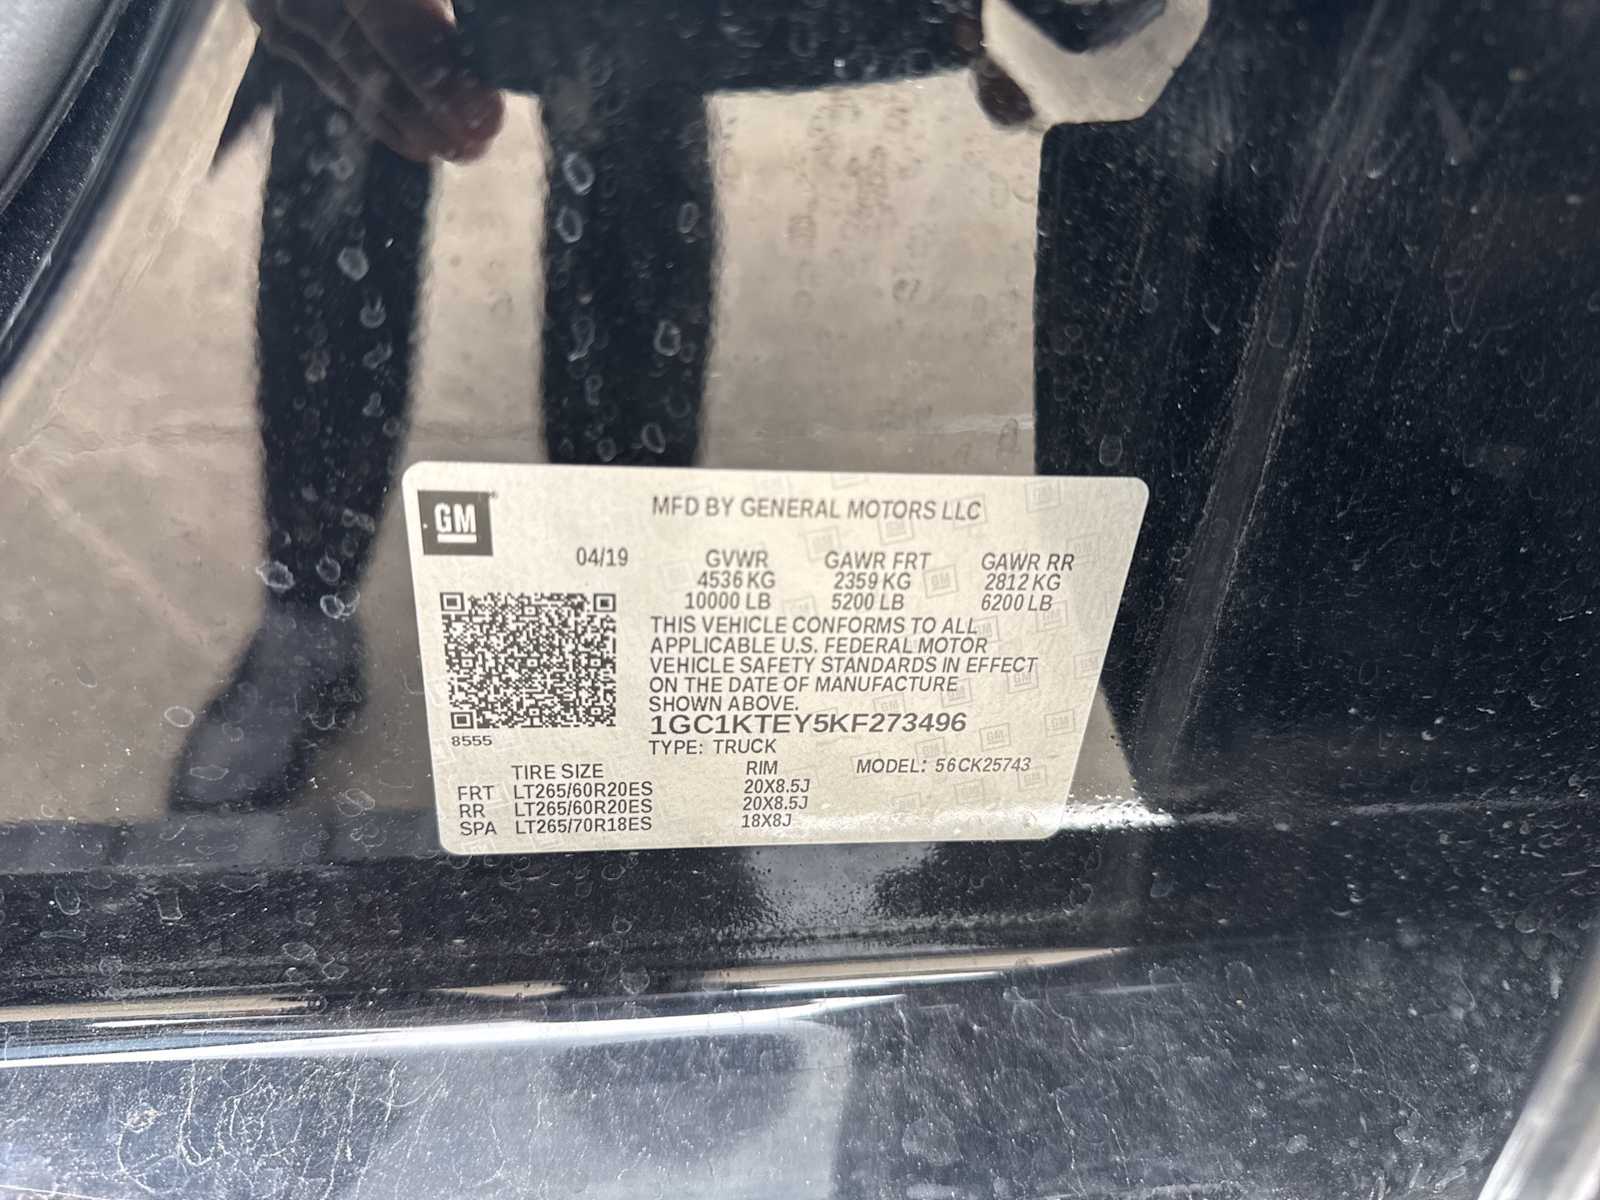 GM
MFD BY GENERAL MOTORS LLC
04/19 GVWR GAWR FRT GAWR RR
4536 KG 2359 KG 2812 KG
10000 LB 5200 LB 6200 LB
THIS VEHICLE CONFORMS TO ALL
APPLICABLE U.S. FEDERAL MOTOR
VEHICLE SAFETY STANDARDS IN EFFECT
ON THE DATE OF MANUFACTURE
SHOWN ABOVE.
1GC1KTEY5KF273496
8555
TYPE: TRUCK
TIRE SIZE RIM MODEL: 56CK25743
FRT LT265/60R20ES 20X8.5J
RR LT265/60R20ES 20X8.5J
SPA LT265/70R18ES 18X8J